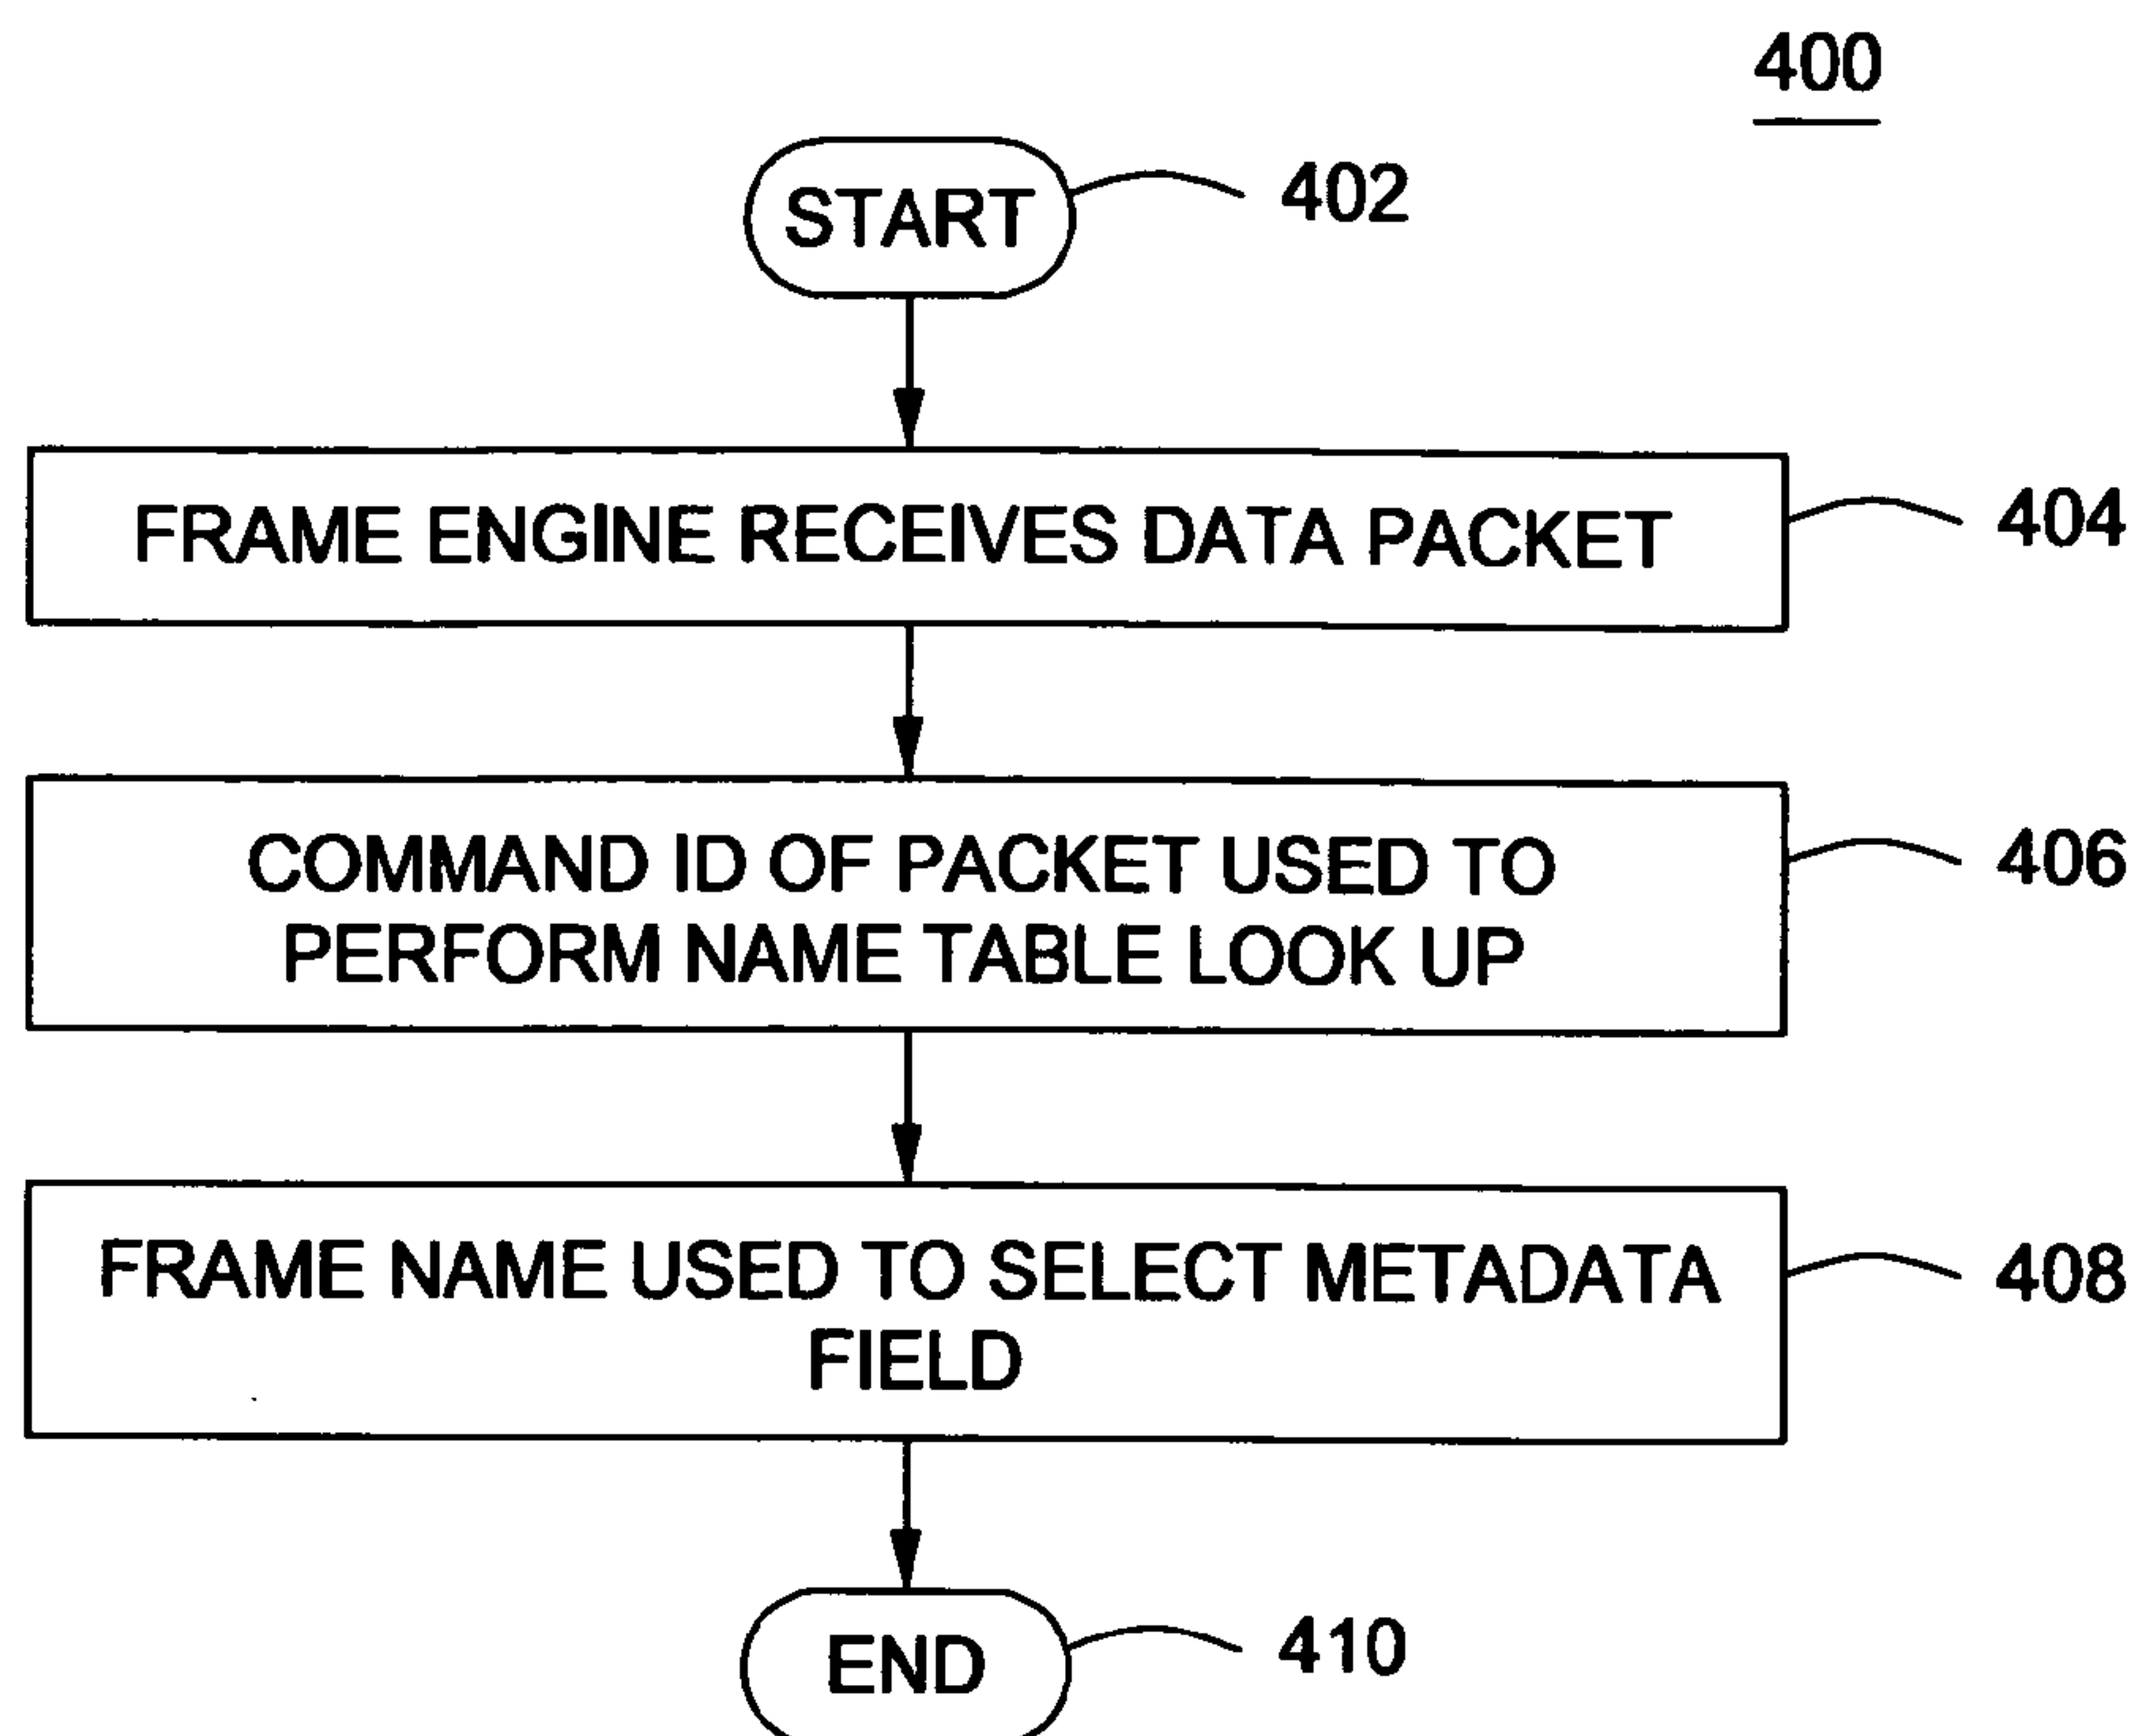 400
START
402
FRAME ENGINE RECEIVES DATA PACKET
404
COMMAND ID OF PACKET USED TO
PERFORM NAME TABLE LOOK UP
406
FRAME NAME USED TO SELECT METADATA
FIELD
408
END
410